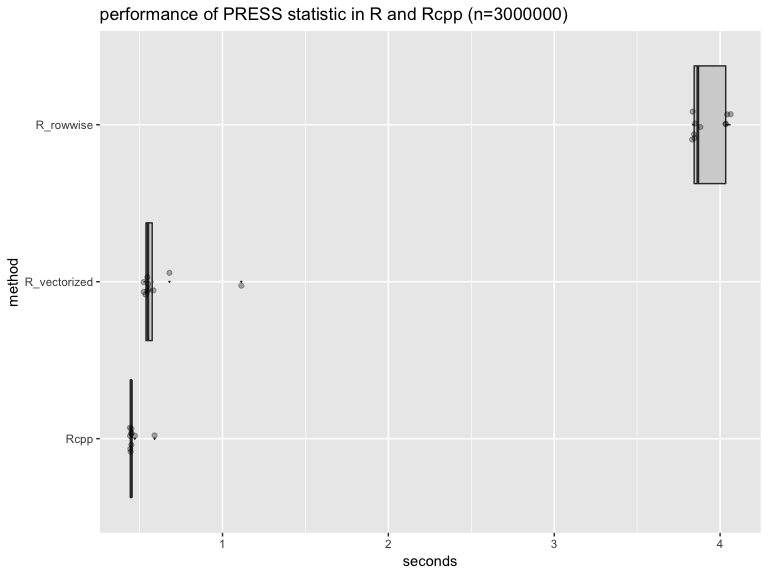 performance of PRESS statistic in R and Rcpp (n=3000000)
R_rowwise
R_vectorized
Rcpp
method
1 2 3 4
seconds